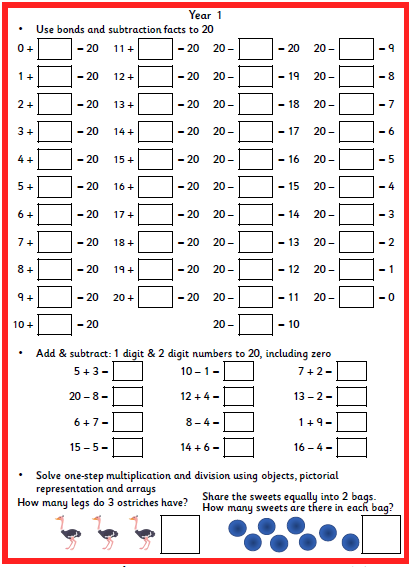 Year 1
• Use bonds and subtraction facts to 20
0 + = 20 11 + = 20 20 – = 20 20 – = 9
1 + = 20 12 + = 20 20 – = 19 20 – = 8
2 + = 20 13 + = 20 20 – = 18 20 – = 7
3 + = 20 14 + = 20 20 – = 17 20 – = 6
4 + = 20 15 + = 20 20 – = 16 20 – = 5
5 + = 20 16 + = 20 20 – = 15 20 – = 4
6 + = 20 17 + = 20 20 – = 14 20 – = 3
7 + = 20 18 + = 20 20 – = 13 20 – = 2
8 + = 20 19 + = 20 20 – = 12 20 – = 1
9 + = 20 20 + = 20 20 – = 11 20 – = 0
10 + = 20 20 – = 10
• Add & subtract: 1 digit & 2 digit numbers to 20, including zero
5 + 3 = 10 – 1 = 7 + 2 =
20 – 8 = 12 + 4 = 13 – 2 =
6 + 7 = 8 – 4 = 1 + 9 =
15 – 5 = 14 + 6 = 16 – 4 =
• Solve one-step multiplication and division using objects, pictorial
representation and arrays
How many legs do 3 ostriches have?
Share the sweets equally into 2 bags.
How many sweets are there in each bag?